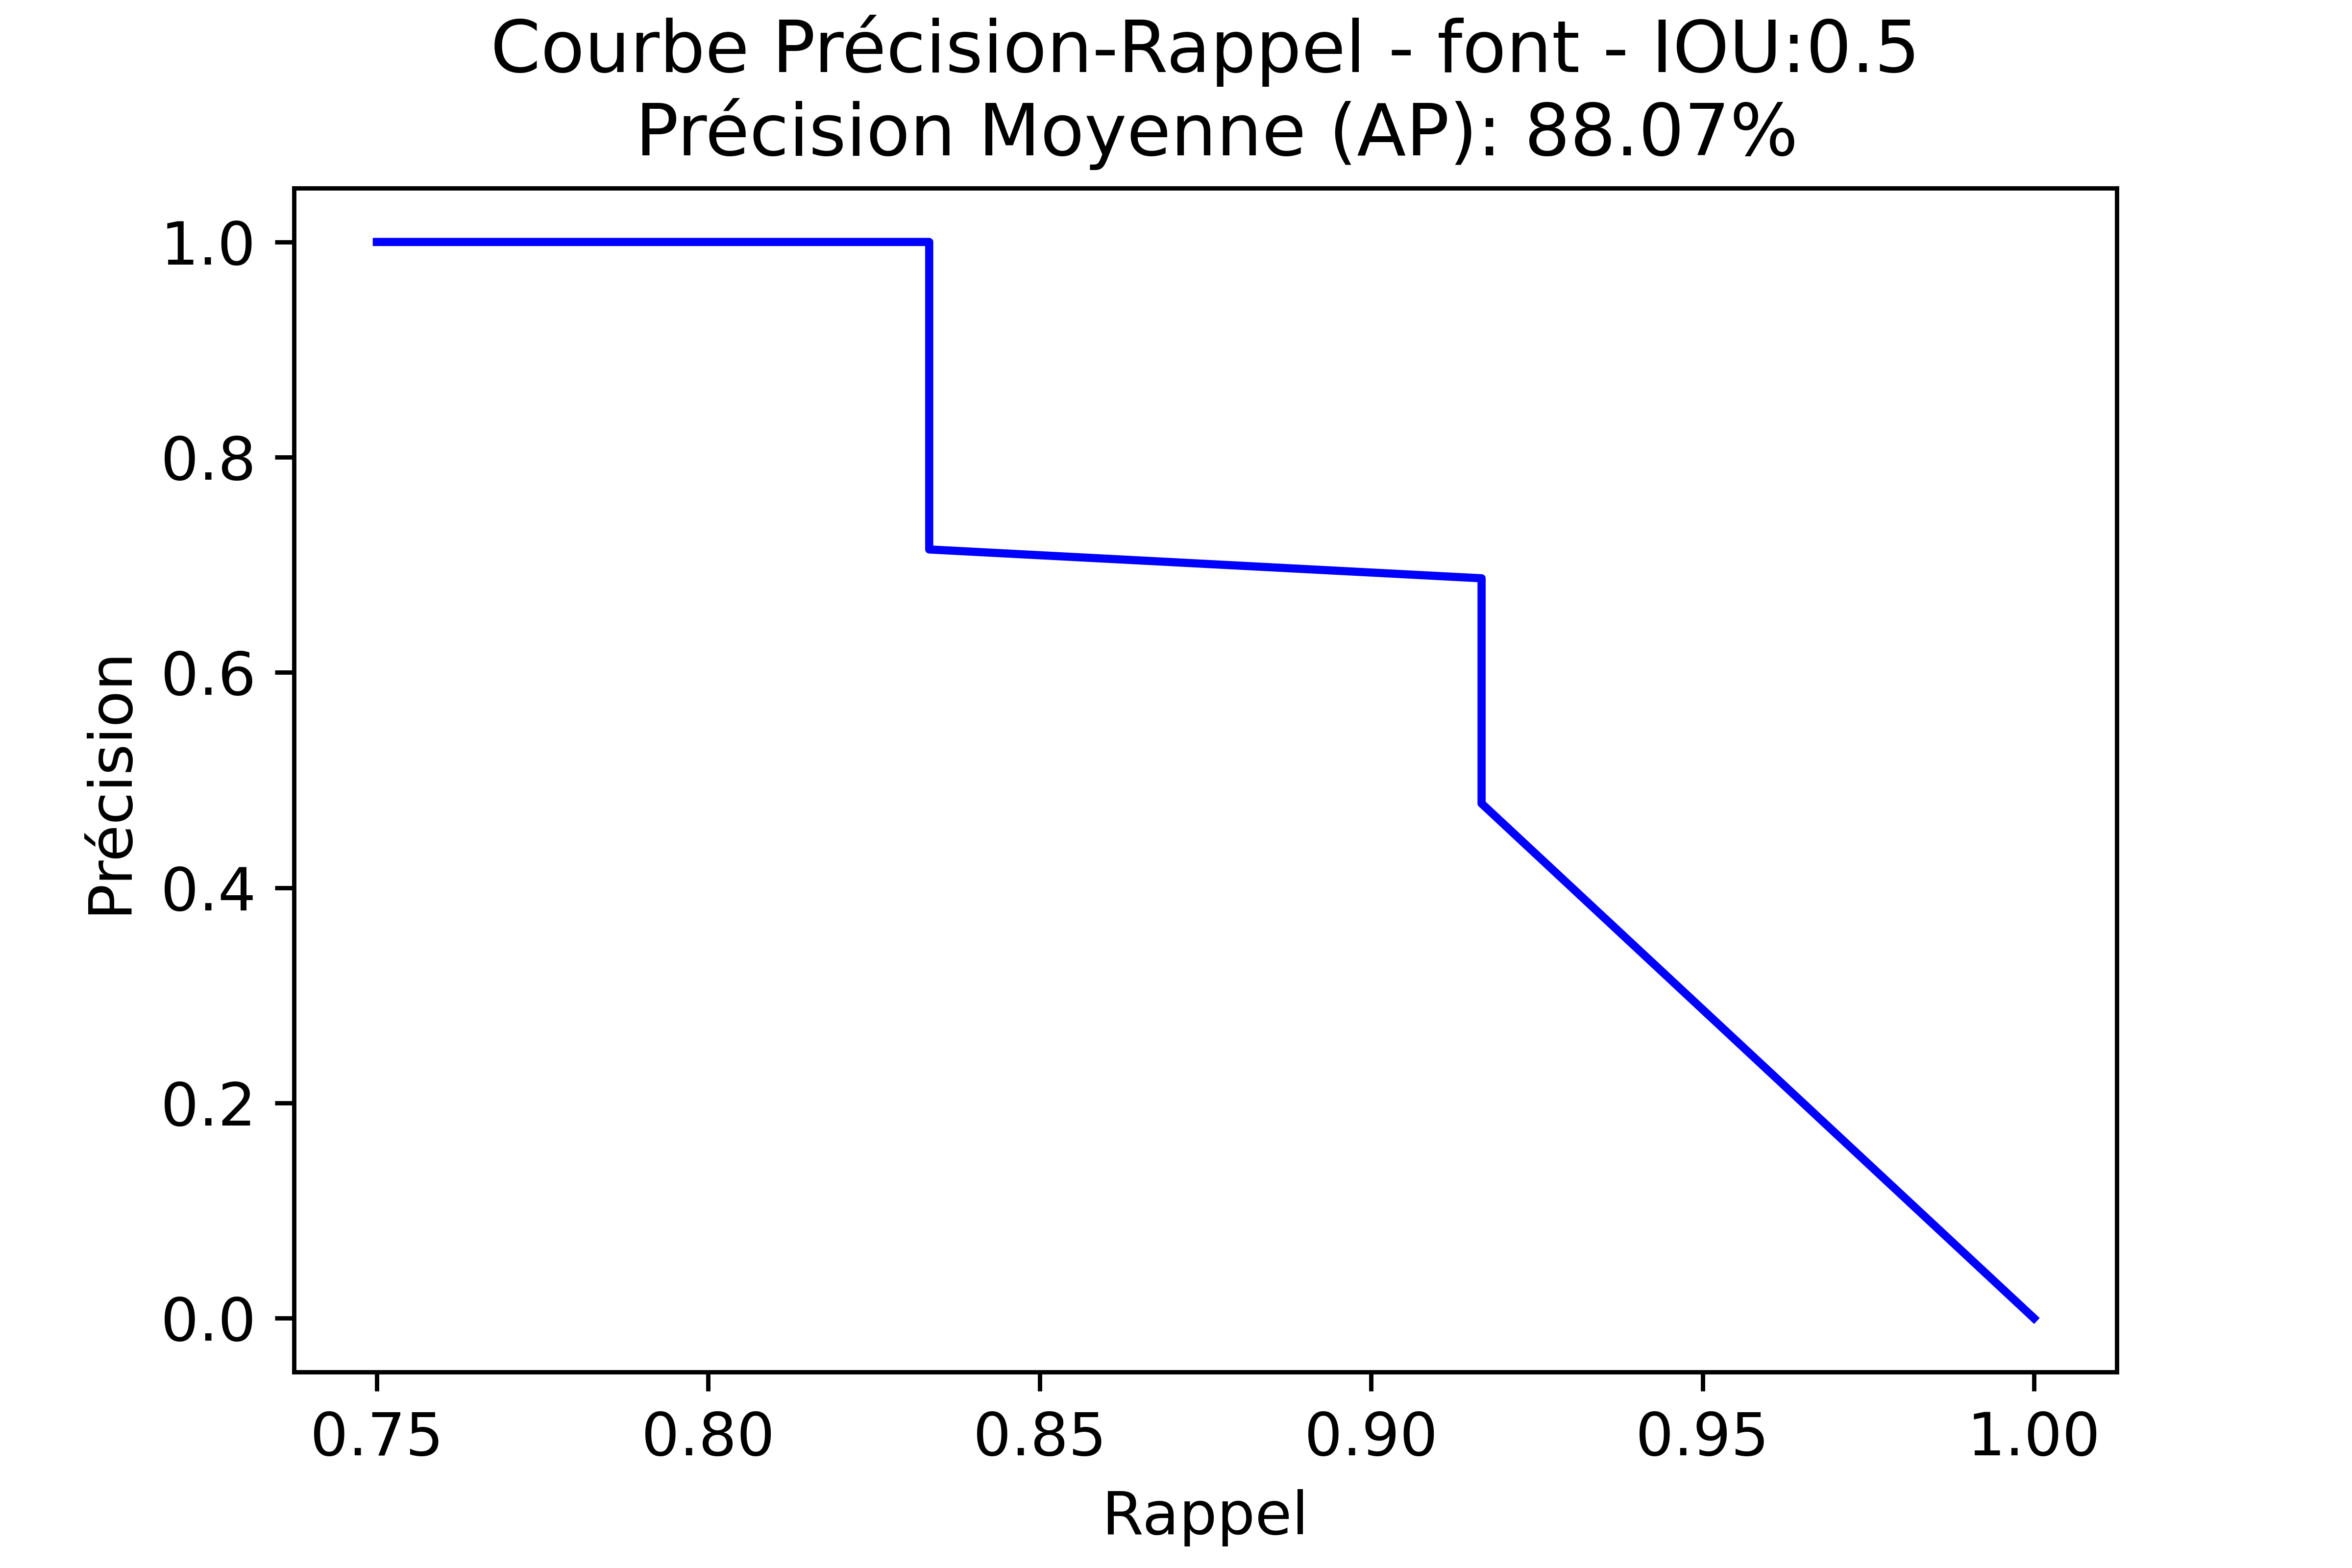 Courbe Précision-Rappel - font - IOU:0.5
Précision Moyenne (AP): 88.07%
1.0
0.8
0.6
0.4
0.2
0.0
Précision
0.75 0.80 0.85 0.90 0.95 1.00
Rappel